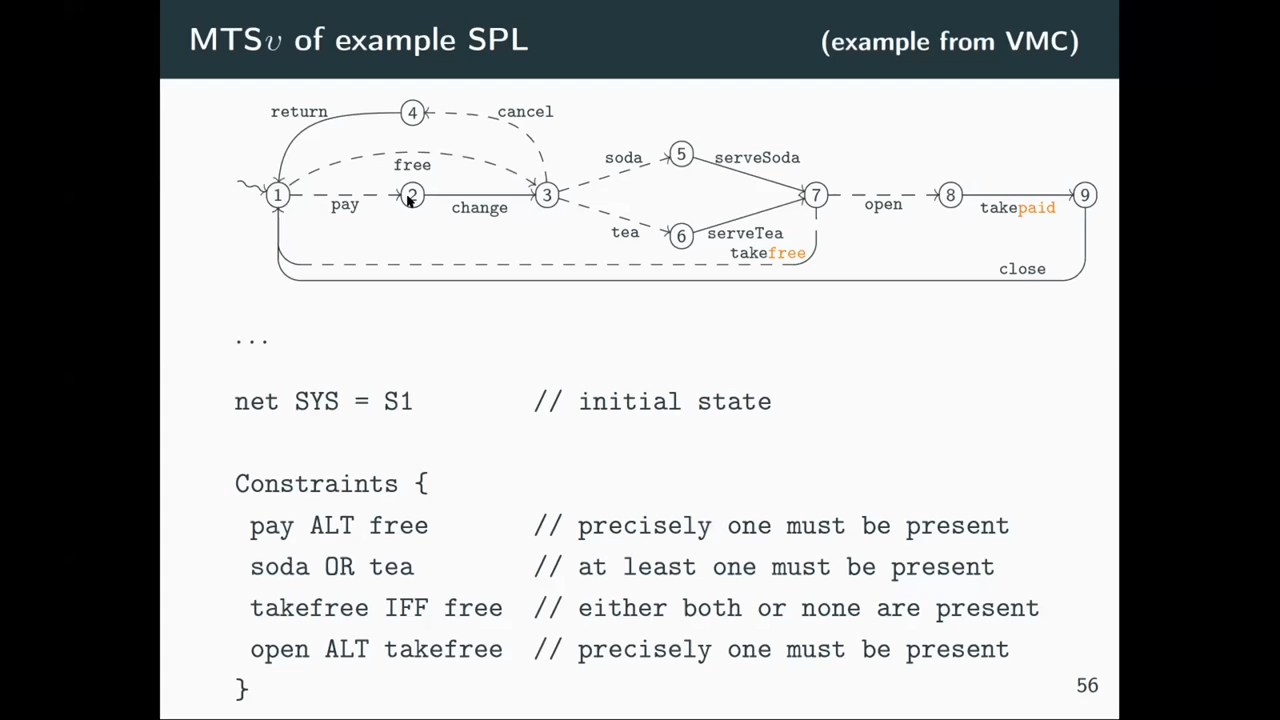 MTSυ of example SPL
(example from VMC)
return
4
cancel
free
soda
5
serveSoda
1
pay
2
change
3
tea
6
serveTea
7
open
8
takepaid
9
takefree
close
...
net SYS = S1 // initial state
Constraints {
pay ALT free // precisely one must be present
soda OR tea // at least one must be present
takefree IFF free // either both or none are present
open ALT takefree // precisely one must be present
}
56